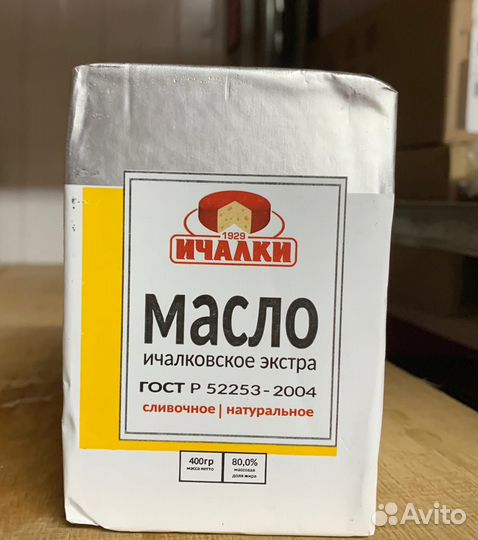 1929
ИЧАЛКИ
МАСЛО
ИЧАЛКОВСКОЕ ЭКСТРА
ГОСТ Р 52253-2004
СЛИВОЧНОЕ | НАТУРАЛЬНОЕ
400гр 80,0%
масса нетто массовая
доля жира
Avito